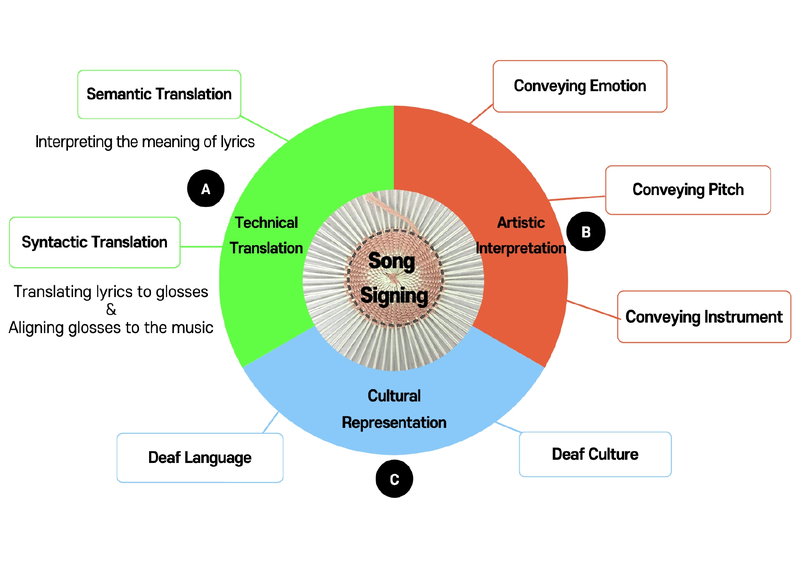 Semantic Translation
Interpreting the meaning of lyrics
A
Syntactic Translation
Translating lyrics to glosses
&
Aligning glosses to the music
Technical
Translation
Song
Signing
Artistic
Interpretation
B
Conveying Emotion
Conveying Pitch
Conveying Instrument
Cultural
Representation
C
Deaf Language
Deaf Culture